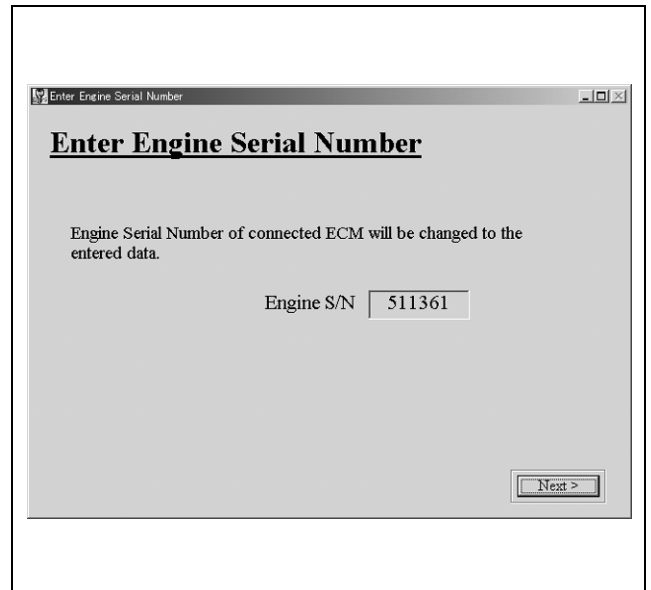 Enter Engine Serial Number
Enter Engine Serial Number
Engine Serial Number of connected ECM will be changed to the
entered data.
Engine S/N 511361
Next >